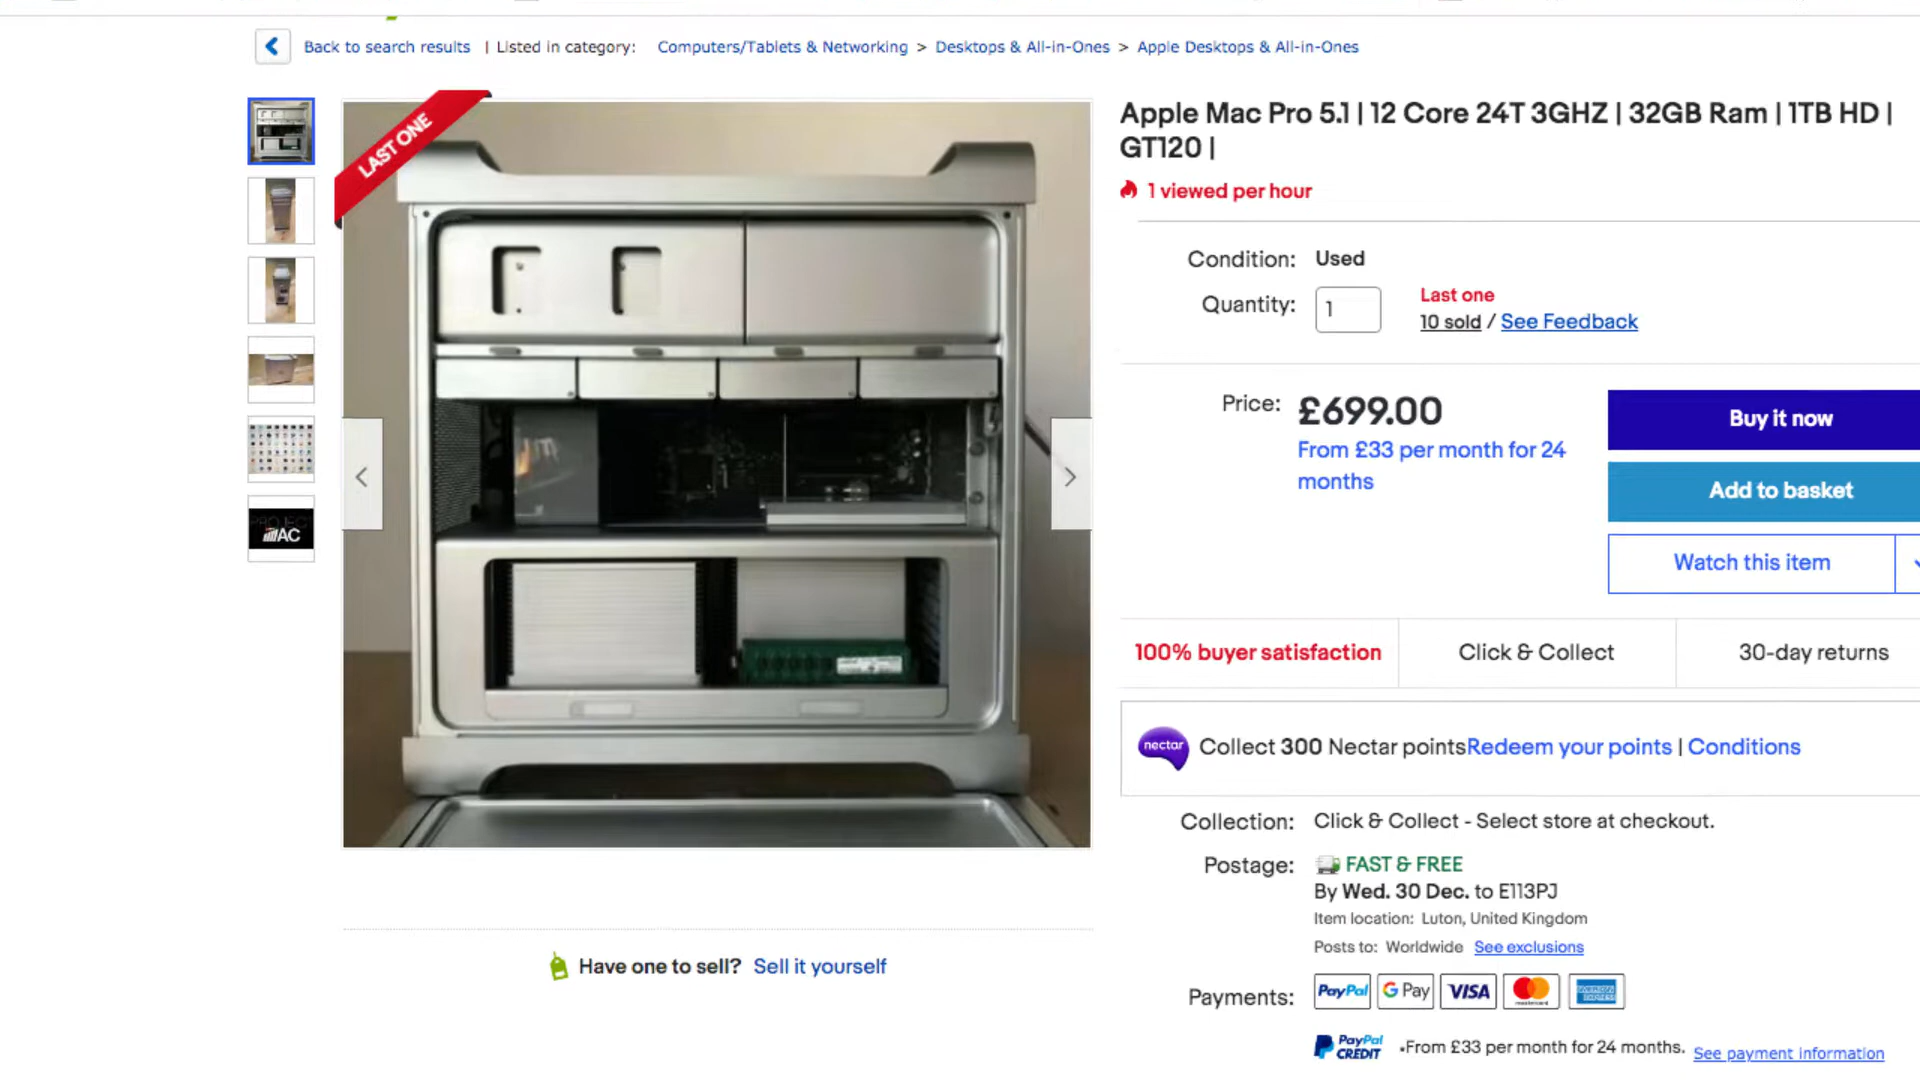 Back to search results | Listed in category: Computers/Tablets & Networking > Desktops & All-in-Ones > Apple Desktops & All-in-Ones
LAST ONE
Apple Mac Pro 5.1 | 12 Core 24T 3GHZ | 32GB Ram | 1TB HD |
GT120 |
1 viewed per hour
Condition: Used
Quantity: 1
Last one
10 sold / See Feedback
Price: £699.00
From £33 per month for 24
months
Buy it now
Add to basket
Watch this item
100% buyer satisfaction
Click & Collect
30-day returns
nectar Collect 300 Nectar pointsRedeem your points | Conditions
Collection: Click & Collect - Select store at checkout.
Postage: FAST & FREE
By Wed. 30 Dec. to E113PJ
Item location: Luton, United Kingdom
Posts to: Worldwide See exclusions
Payments: PayPal G Pay VISA mastercard AMERICAN EXPRESS
PayPal CREDIT •From £33 per month for 24 months. See payment information
PROJECT
MAC
Have one to sell? Sell it yourself